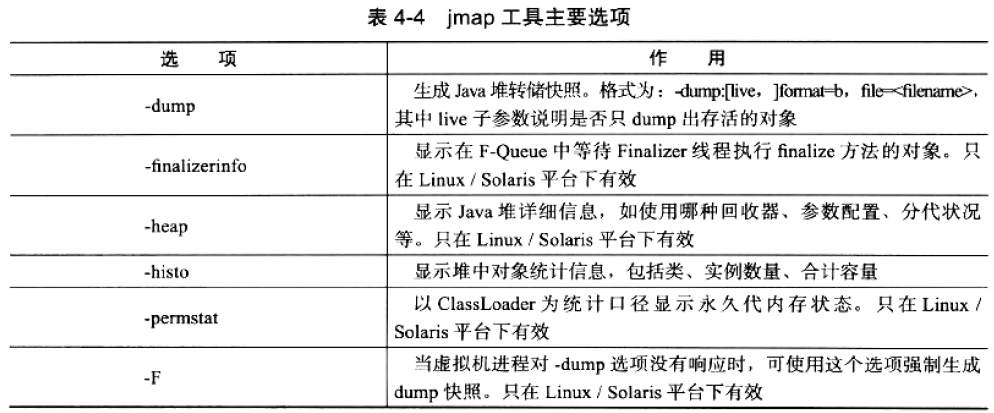 表 4-4 jmap 工具主要选项
选 项 作 用
-dump
生成 Java 堆转储快照。格式为：-dump:[live，]format=b，file=<filename>，
其中 live 子参数说明是否只 dump 出存活的对象
-finalizerinfo
显示在 F-Queue 中等待 Finalizer 线程执行 finalize 方法的对象。只
在 Linux / Solaris 平台下有效
-heap
显示 Java 堆详细信息，如使用哪种回收器、参数配置、分代状况
等。只在 Linux / Solaris 平台下有效
-histo
显示堆中对象统计信息，包括类、实例数量、合计容量
-permstat
以 ClassLoader 为统计口径显示永久代内存状态。只在 Linux /
Solaris 平台下有效
-F
当虚拟机进程对 -dump 选项没有响应时，可使用这个选项强制生成
dump 快照。只在 Linux / Solaris 平台下有效